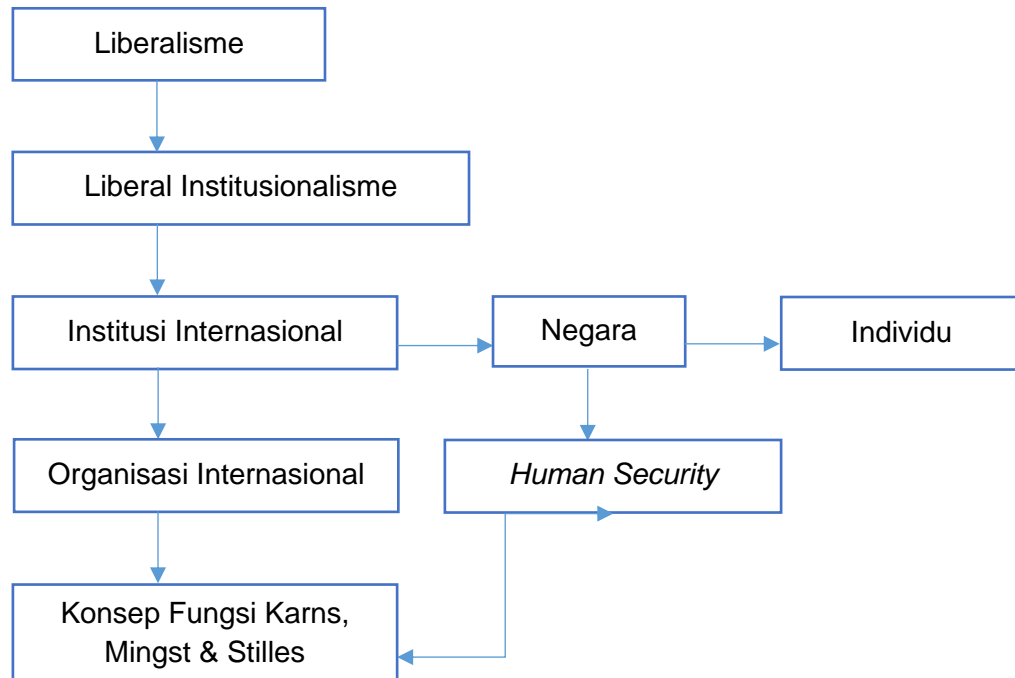 Liberalisme
Liberal Institusionalisme
Institusi Internasional
Negara
Individu
Organisasi Internasional
Human Security
Konsep Fungsi Karns,
Mingst & Stilles